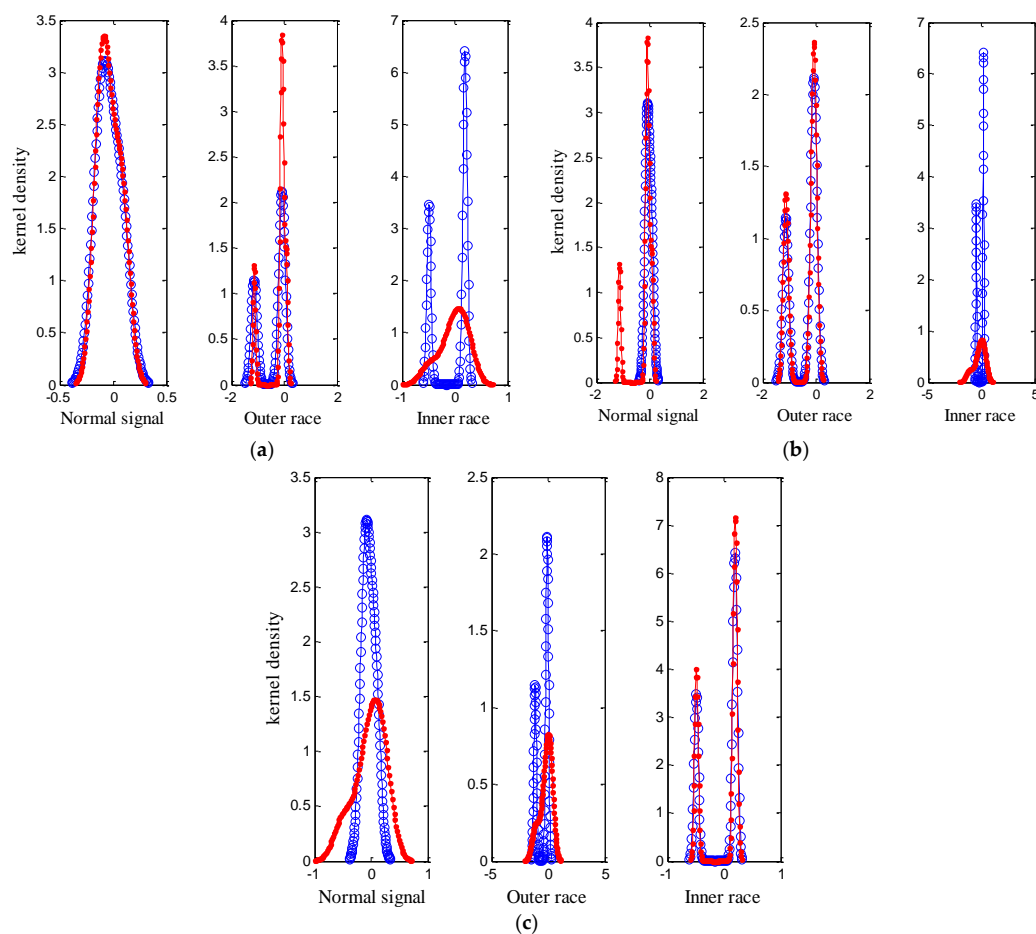 3.5
3
2.5
2
1.5
1
0.5
0
-0.5 0 0.5
kernel density
Normal signal
4
3.5
3
2.5
2
1.5
1
0.5
0
-2 0 2
Outer race
7
6
5
4
3
2
1
0
-1 0 1
Inner race
(a)
4
3.5
3
2.5
2
1.5
1
0.5
0
-2 0 2
kernel density
Normal signal
2.5
2
1.5
1
0.5
0
-2 0 2
Outer race
7
6
5
4
3
2
1
0
-5 0 5
Inner race
(b)
3.5
3
2.5
2
1.5
1
0.5
0
-1 0 1
kernel density
Normal signal
2.5
2
1.5
1
0.5
0
-5 0 5
Outer race
8
7
6
5
4
3
2
1
0
-1 0 1
Inner race
(c)